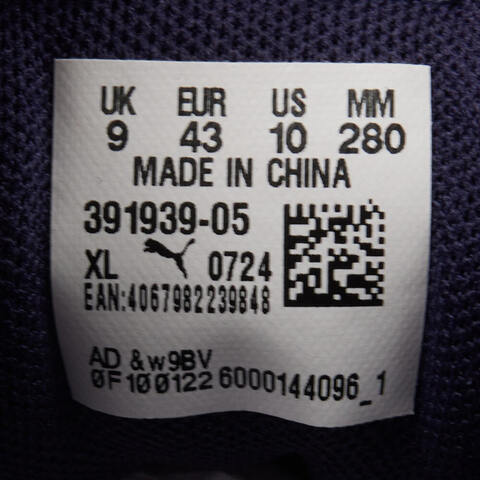 UK EUR US MM
9 43 10 280
MADE IN CHINA
391939-05
XL 0724
EAN:4067982239848
AD &w9BV
0F100122 6000144096_1